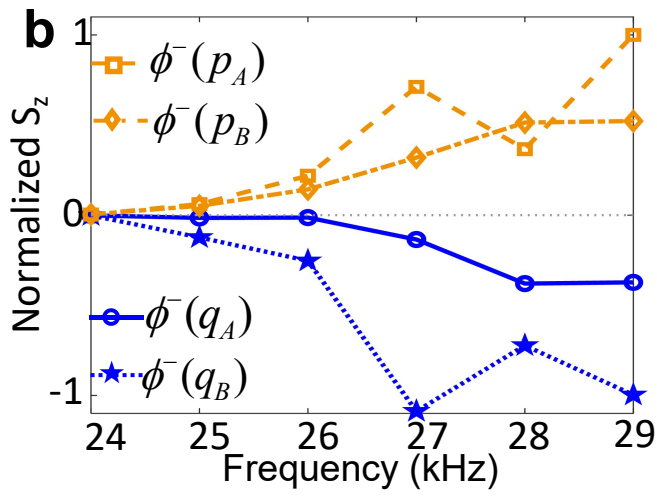 b
Normalized S_z
1
0
-1
ϕ⁻(p_A)
ϕ⁻(p_B)
ϕ⁻(q_A)
ϕ⁻(q_B)
24 25 26 27 28 29
Frequency (kHz)